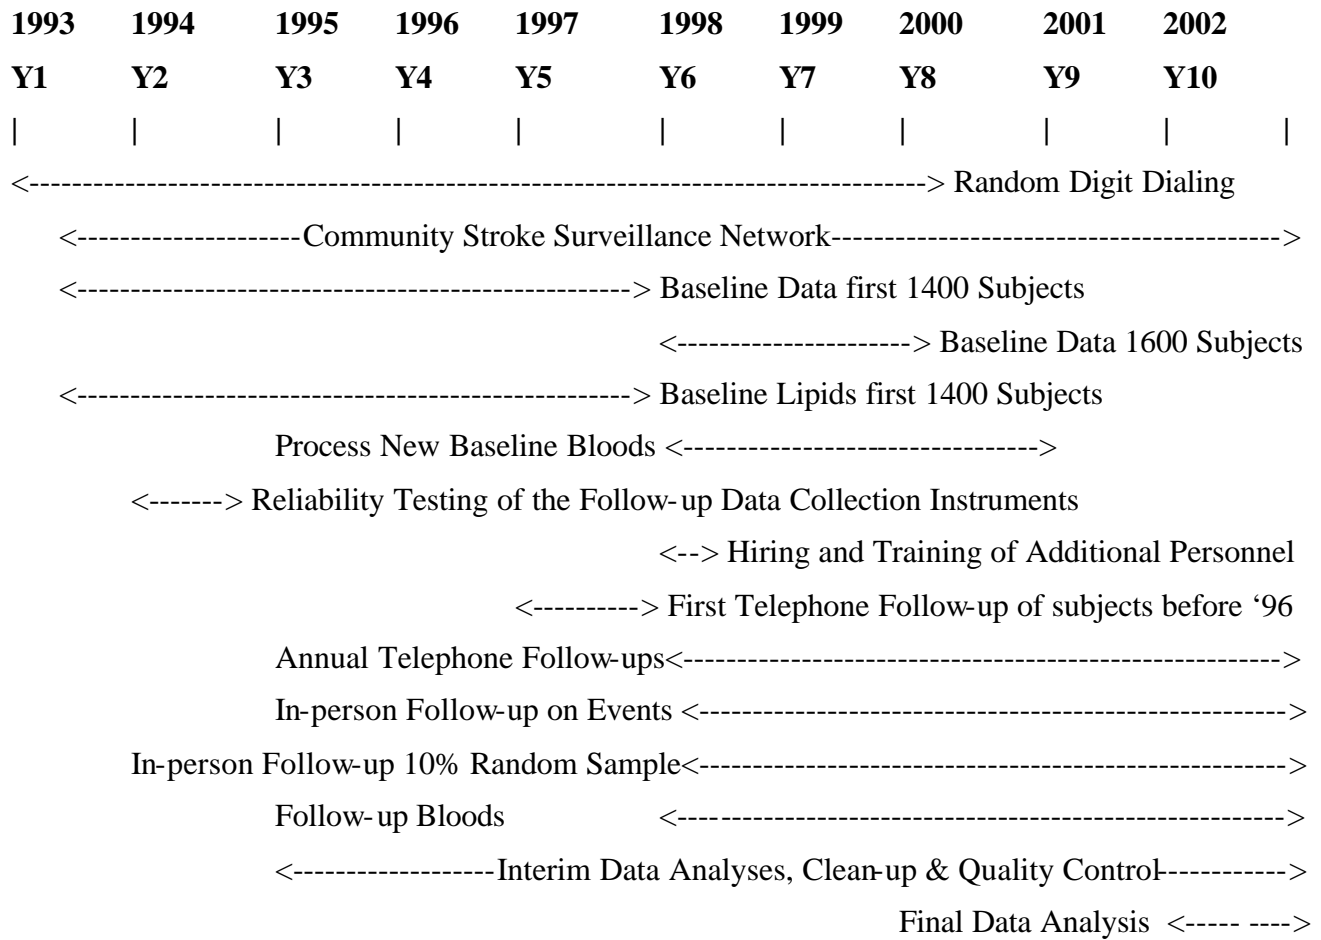 1993 1994 1995 1996 1997 1998 1999 2000 2001 2002
Y1 Y2 Y3 Y4 Y5 Y6 Y7 Y8 Y9 Y10
| | | | | | | | | | |
<------------------------------------------------------------------------------------> Random Digit Dialing
<---------------------Community Stroke Surveillance Network------------------------------------------>
<----------------------------------------------------> Baseline Data first 1400 Subjects
<----------------------> Baseline Data 1600 Subjects
<----------------------------------------------------> Baseline Lipids first 1400 Subjects
Process New Baseline Bloods <--------------------------------->
<-------> Reliability Testing of the Follow-up Data Collection Instruments
<--> Hiring and Training of Additional Personnel
<----------> First Telephone Follow-up of subjects before ‘96
Annual Telephone Follow-ups<-------------------------------------------------------->
In-person Follow-up on Events <------------------------------------------------------->
In-person Follow-up 10% Random Sample<------------------------------------------------------->
Follow-up Bloods <--------------------------------------------------------->
<-------------------Interim Data Analyses, Clean-up & Quality Control------------->
Final Data Analysis <----- ---->